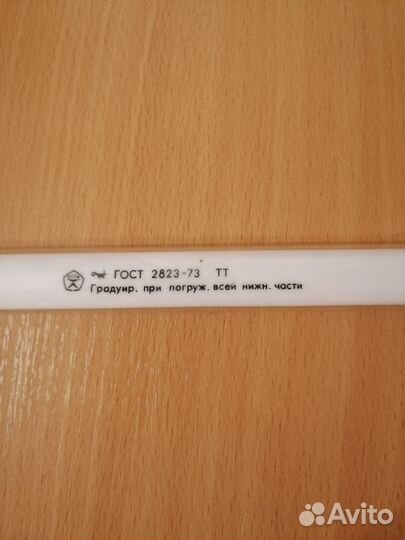 ГОСТ 2823-73 ТТ
Градуир. при погруж. всей нижн. части
Avito